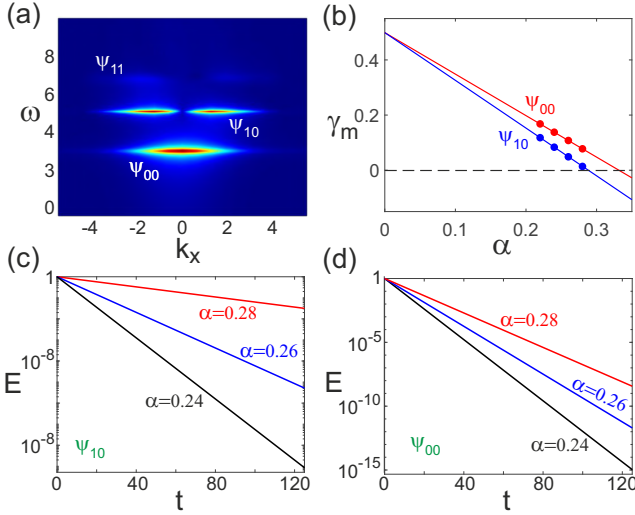 (a)
ψ11
ψ10
ψ00
ω
8
6
4
3
0
-4 -2 0 2 4
kx
(b)
ψ00
ψ10
γm
0.4
0.2
0
0 0.1 0.2 0.3
α
(c)
1
10^-8
10^-8
E
α=0.28
α=0.26
α=0.24
ψ10
0 40 80 120
t
(d)
1
10^-5
10^-10
10^-15
E
α=0.28
α=0.26
α=0.24
ψ00
0 40 80 120
t